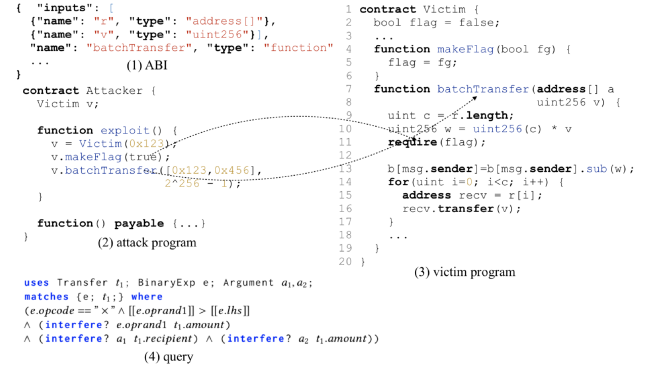 { "inputs": [
{"name": "r", "type": "address[]"},
{"name": "v", "type": "uint256"}],
"name": "batchTransfer", "type": "function"
...
}
(1) ABI
contract Attacker {
Victim v;
function exploit() {
v = Victim(0x123);
v.makeFlag(true);
v.batchTransfer([0x123,0x456],
2^256 - 1);
}
function() payable {...}
}
(2) attack program
1 contract Victim {
2 bool flag = false;
3 ...
4 function makeFlag(bool fg) {
5 flag = fg;
6 }
7 function batchTransfer(address[] a
8 uint256 v) {
9 uint c = r.length;
10 uint256 w = uint256(c) * v
11 require(flag);
12
13 b[msg.sender]=b[msg.sender].sub(w);
14 for(uint i=0; i<c; i++) {
15 address recv = r[i];
16 recv.transfer(v);
17 }
18 ...
19 }
20 }
(3) victim program
uses Transfer t₁; BinaryExp e; Argument a₁,a₂;
matches {e; t₁;} where
(e.opcode == "×" ∧ [[e.oprand1]] > [[e.lhs]]
∧ (interfere? e.oprand1 t₁.amount)
∧ (interfere? a₁ t₁.recipient) ∧ (interfere? a₂ t₁.amount))
(4) query